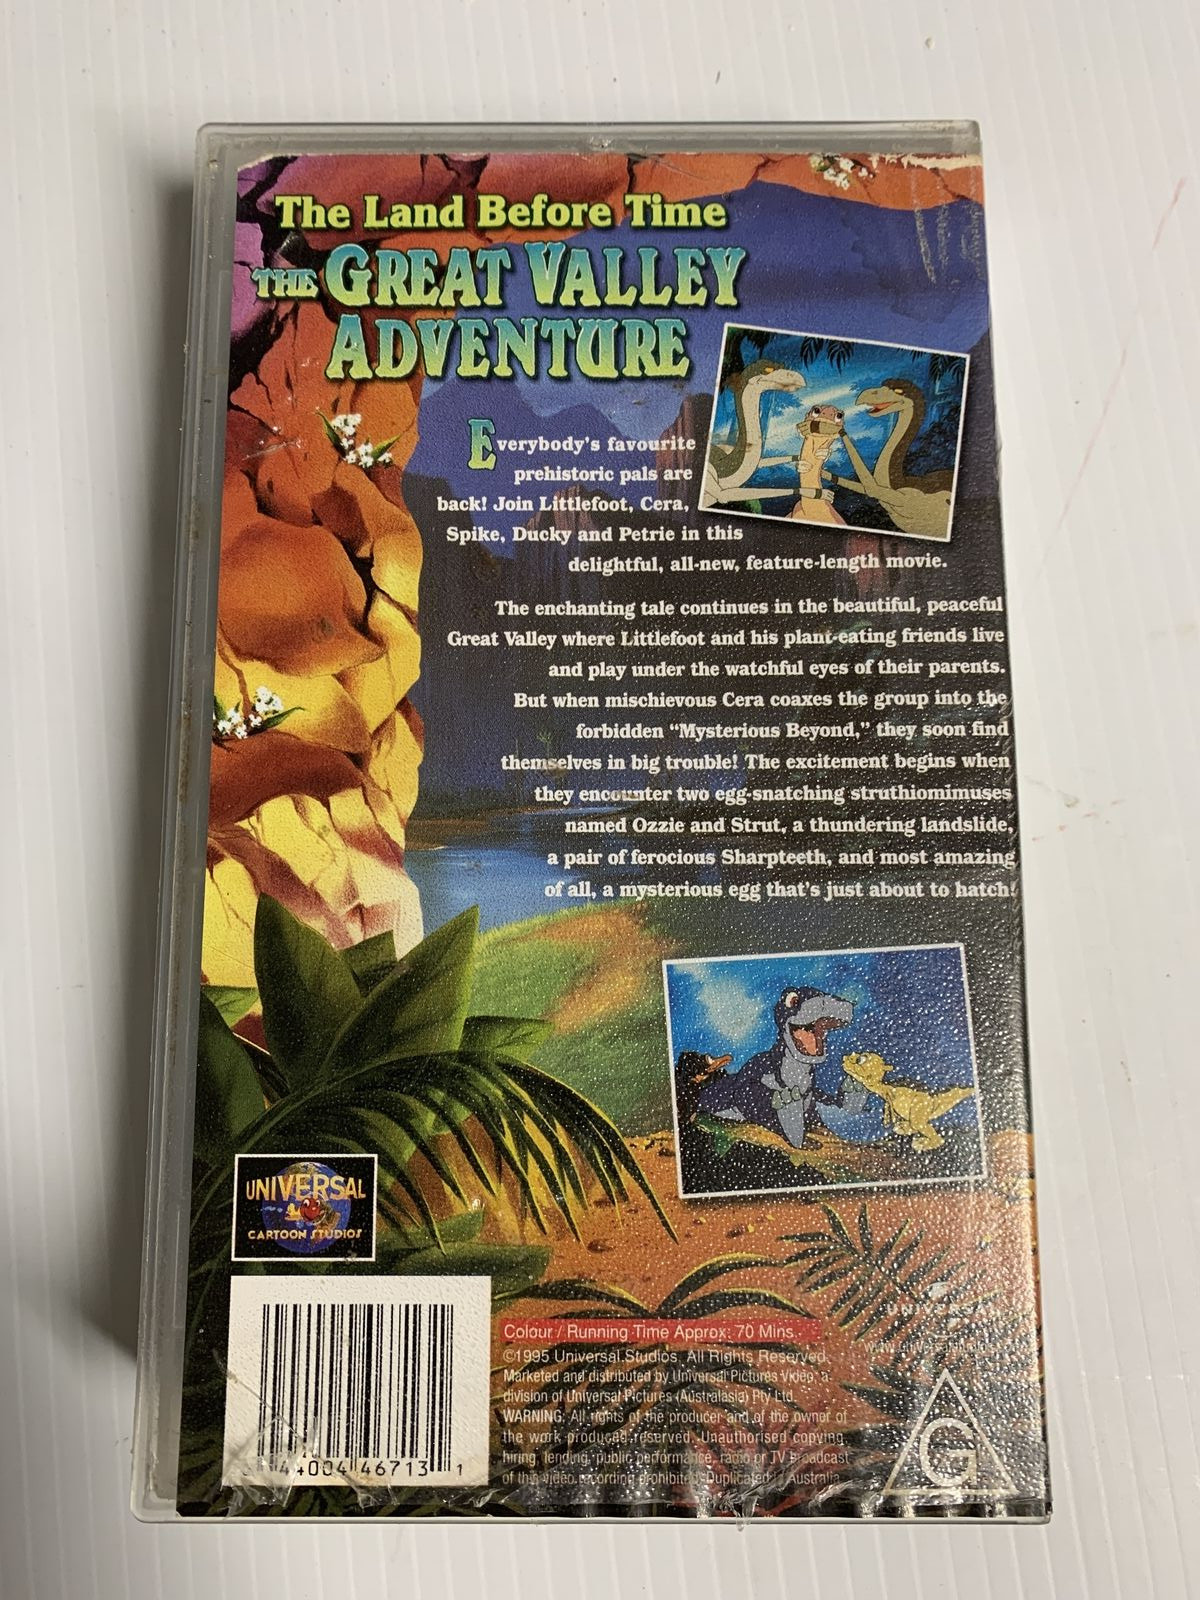 The Land Before Time
THE GREAT VALLEY
ADVENTURE
Everybody's favourite
prehistoric pals are
back! Join Littlefoot, Cera,
Spike, Ducky and Petrie in this
delightful, all-new, feature-length movie.
The enchanting tale continues in the beautiful, peaceful
Great Valley where Littlefoot and his plant-eating friends live
and play under the watchful eyes of their parents.
But when mischievous Cera coaxes the group into the
forbidden “Mysterious Beyond,” they soon find
themselves in big trouble! The excitement begins when
they encounter two egg-snatching struthiomimuses
named Ozzie and Strut, a thundering landslide,
a pair of ferocious Sharpteeth, and most amazing
of all, a mysterious egg that's just about to hatch!
UNIVERSAL
CARTOON STUDIOS
UNIVERSAL
Colour / Running Time Approx: 70 Mins.
©1995 Universal Studios. All Rights Reserved.
Marketed and distributed by Universal Pictures Video, a
division of Universal Pictures (Australasia) Pty Ltd.
WARNING: All rights of the producer and of the owner of
the work produced reserved. Unauthorised copying,
hiring, lending, public performance, radio or TV broadcast
of this video recording prohibited. Duplicated in Australia
G
44004 46713 1